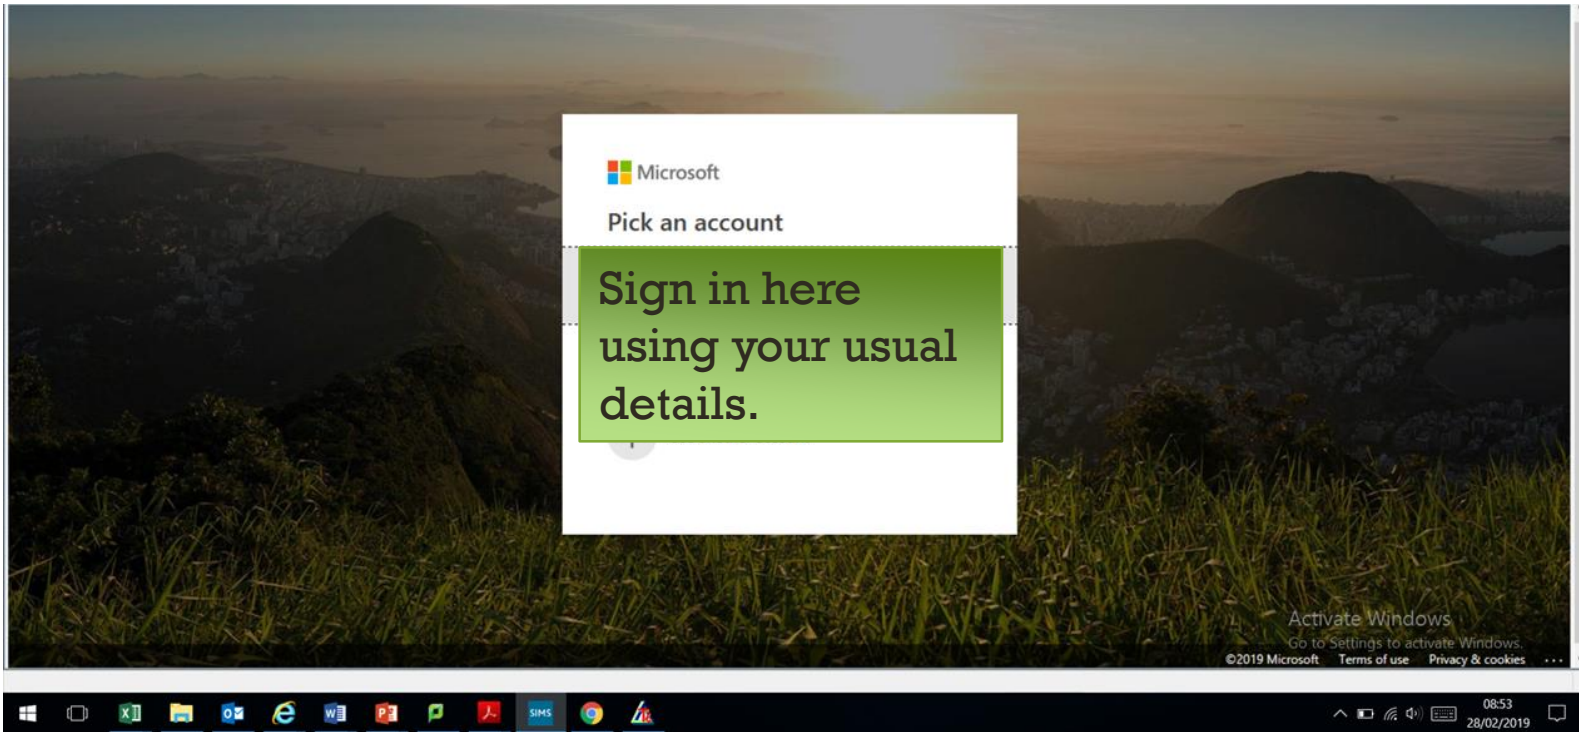 Microsoft
Pick an account
Sign in here
using your usual
details.
Activate Windows
Go to Settings to activate Windows.
©2019 Microsoft Terms of use Privacy & cookies ...
SIMS
08:53
28/02/2019